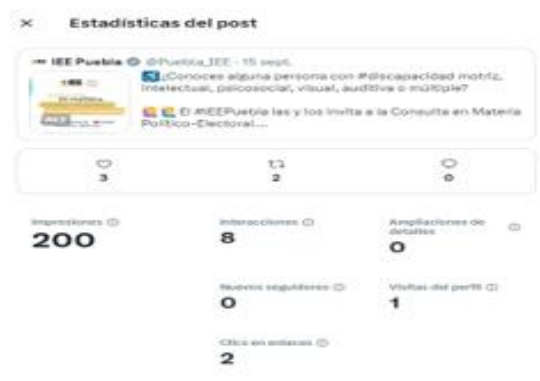 × Estadísticas del post
IEE Puebla @Puebla_IEE · 15 sept.
¿Conoces alguna persona con #discapacidad motriz,
intelectual, psicosocial, visual, auditiva o múltiple?
El #IEEPuebla las y los invita a la Consulta en Materia
Político-Electoral....
3
2
0
Impresiones
200
Interacciones
8
Ampliaciones de
detalles
0
Nuevos seguidores
0
Visitas del perfil
1
Clics en enlaces
2